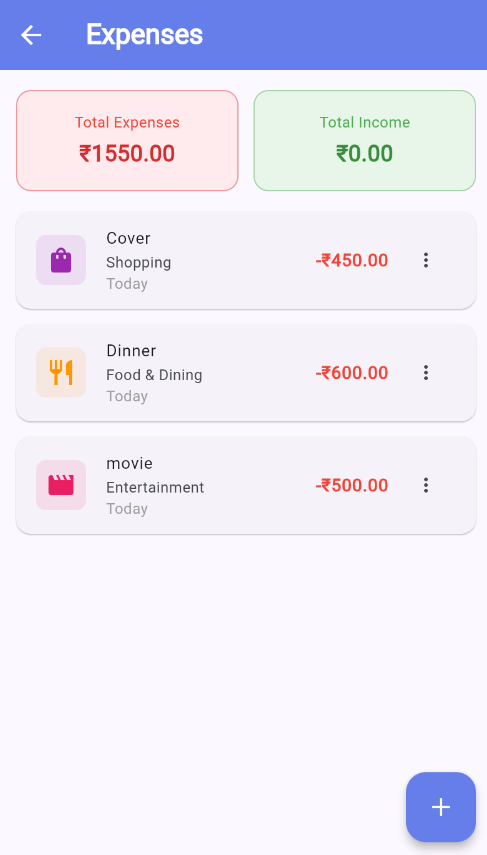 Expenses
Total Expenses
₹1550.00
Total Income
₹0.00
Cover
Shopping
Today
-₹450.00
Dinner
Food & Dining
Today
-₹600.00
movie
Entertainment
Today
-₹500.00